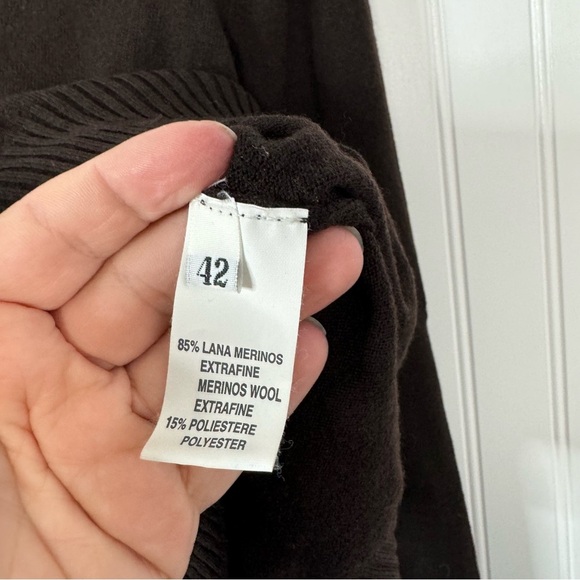 42
85% LANA MERINOS
EXTRAFINE
MERINOS WOOL
EXTRAFINE
15% POLIESTERE
POLYESTER